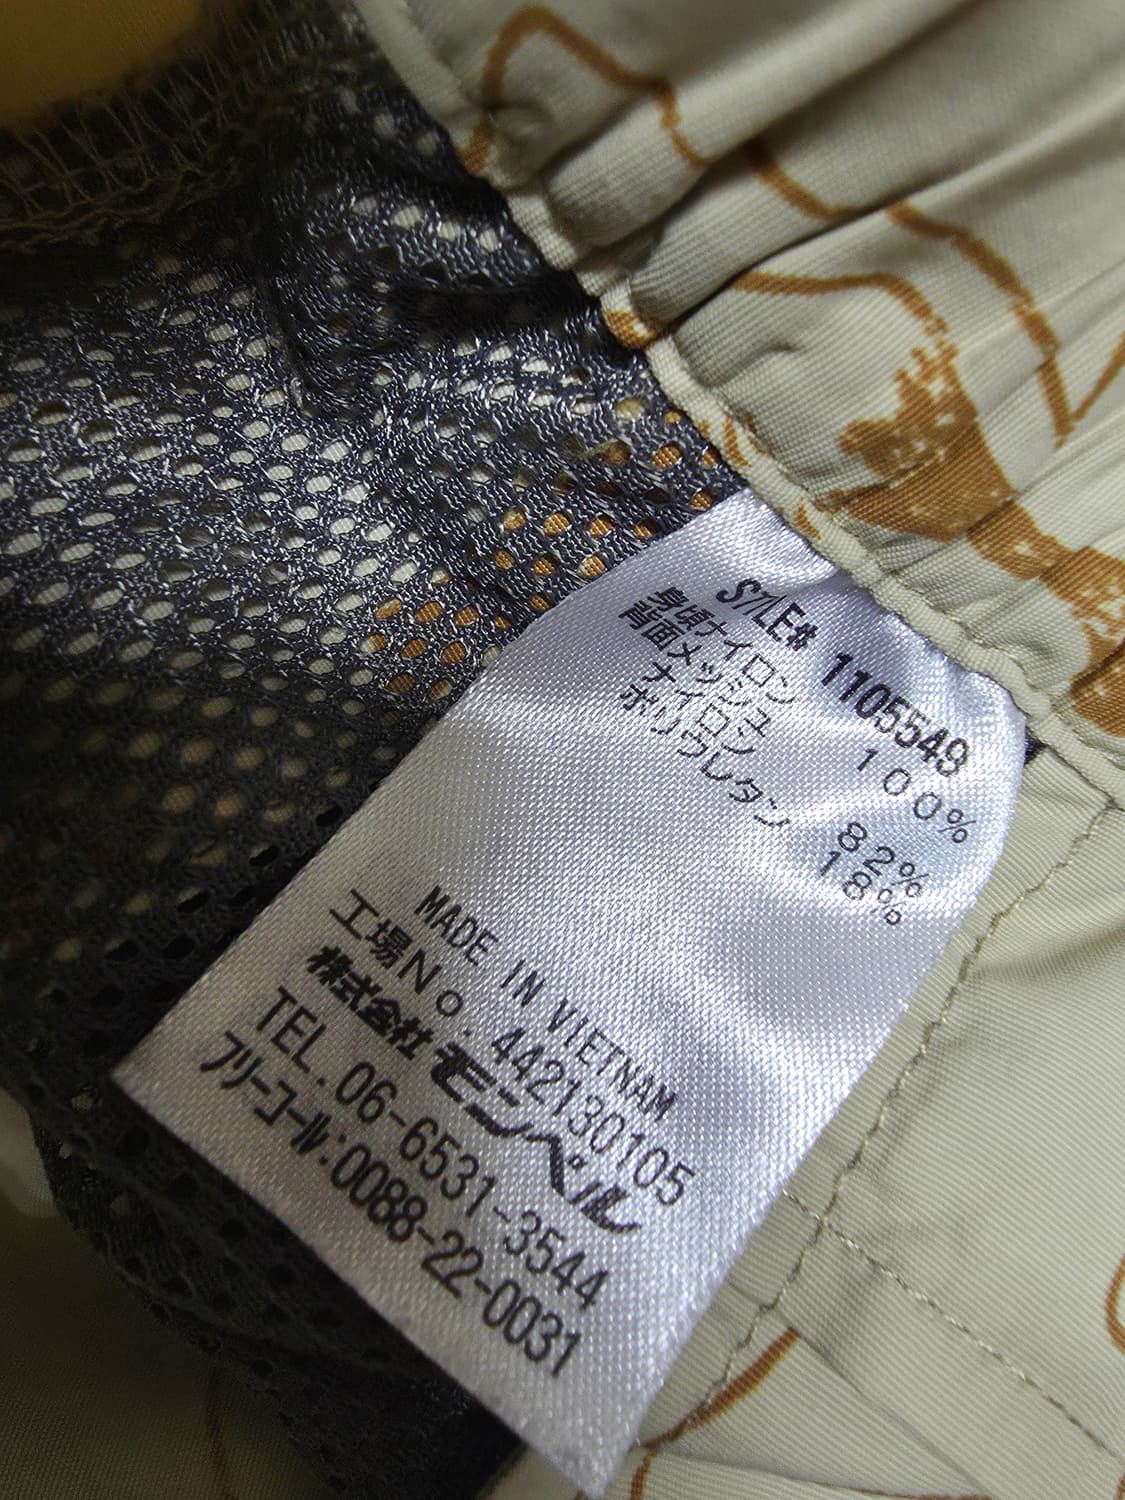 STYLE# 1105549
身頃ナイロン 100%
背面メッシュ
ナイロン 82%
ポリウレタン 18%
MADE IN VIETNAM
工場No. 442130105
株式会社モンベル
TEL. 06-6531-3544
フリーコール:0088-22-0031